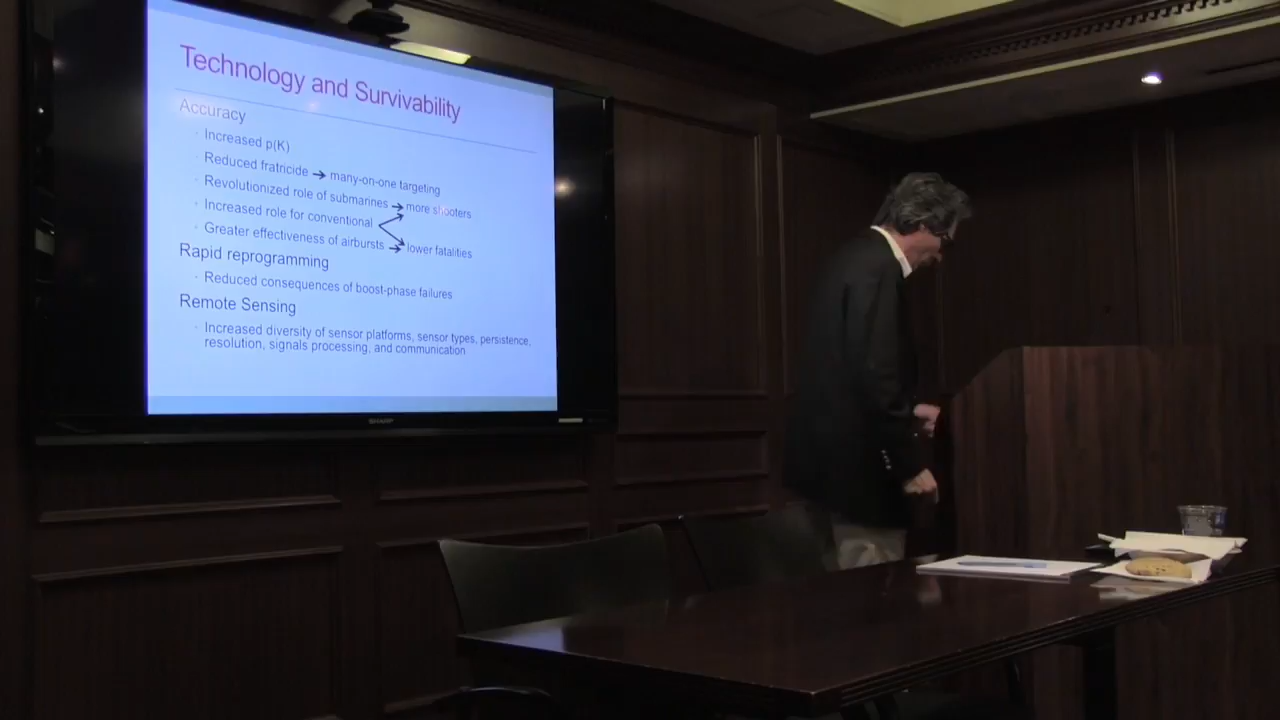 Technology and Survivability
Accuracy
· Increased p(K)
· Reduced fratricide → many-on-one targeting
· Revolutionized role of submarines → more shooters
· Increased role for conventional
· Greater effectiveness of airbursts → lower fatalities
Rapid reprogramming
· Reduced consequences of boost-phase failures
Remote Sensing
· Increased diversity of sensor platforms, sensor types, persistence,
resolution, signals processing, and communication
SHARP